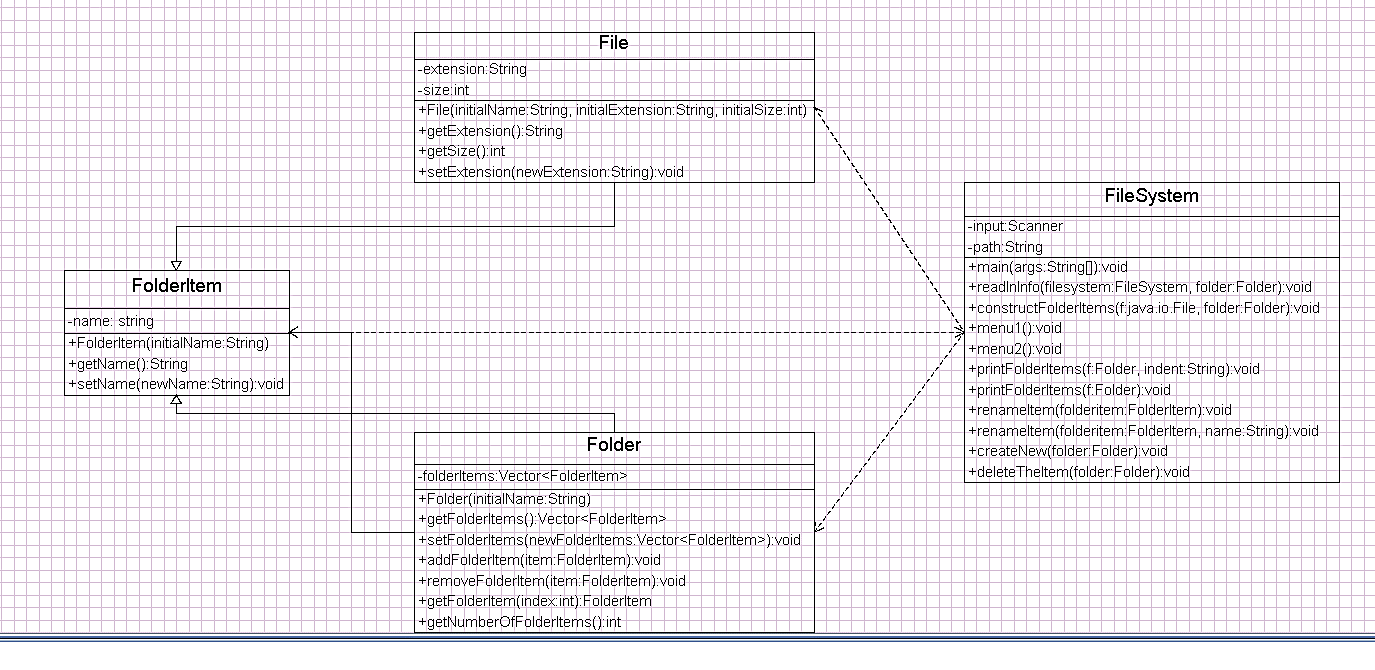 File
-extension:String
-size:int
+File(initialName:String, initialExtension:String, initialSize:int)
+getExtension():String
+getSize():int
+setExtension(newExtension:String):void
FolderItem
-name: string
+FolderItem(initialName:String)
+getName():String
+setName(newName:String):void
Folder
-folderItems:Vector<FolderItem>
+Folder(initialName:String)
+getFolderItems():Vector<FolderItem>
+setFolderItems(newFolderItems:Vector<FolderItem>):void
+addFolderItem(item:FolderItem):void
+removeFolderItem(item:FolderItem):void
+getFolderItem(index:int):FolderItem
+getNumberOfFolderItems():int
FileSystem
-input:Scanner
-path:String
+main(args:String[]):void
+readInInfo(filesystem:FileSystem, folder:Folder):void
+constructFolderItems(f:java.io.File, folder:Folder):void
+menu1():void
+menu2():void
+printFolderItems(f:Folder, indent:String):void
+printFolderItems(f:Folder):void
+renameItem(folderitem:FolderItem):void
+renameItem(folderitem:FolderItem, name:String):void
+createNew(folder:Folder):void
+deleteTheItem(folder:Folder):void